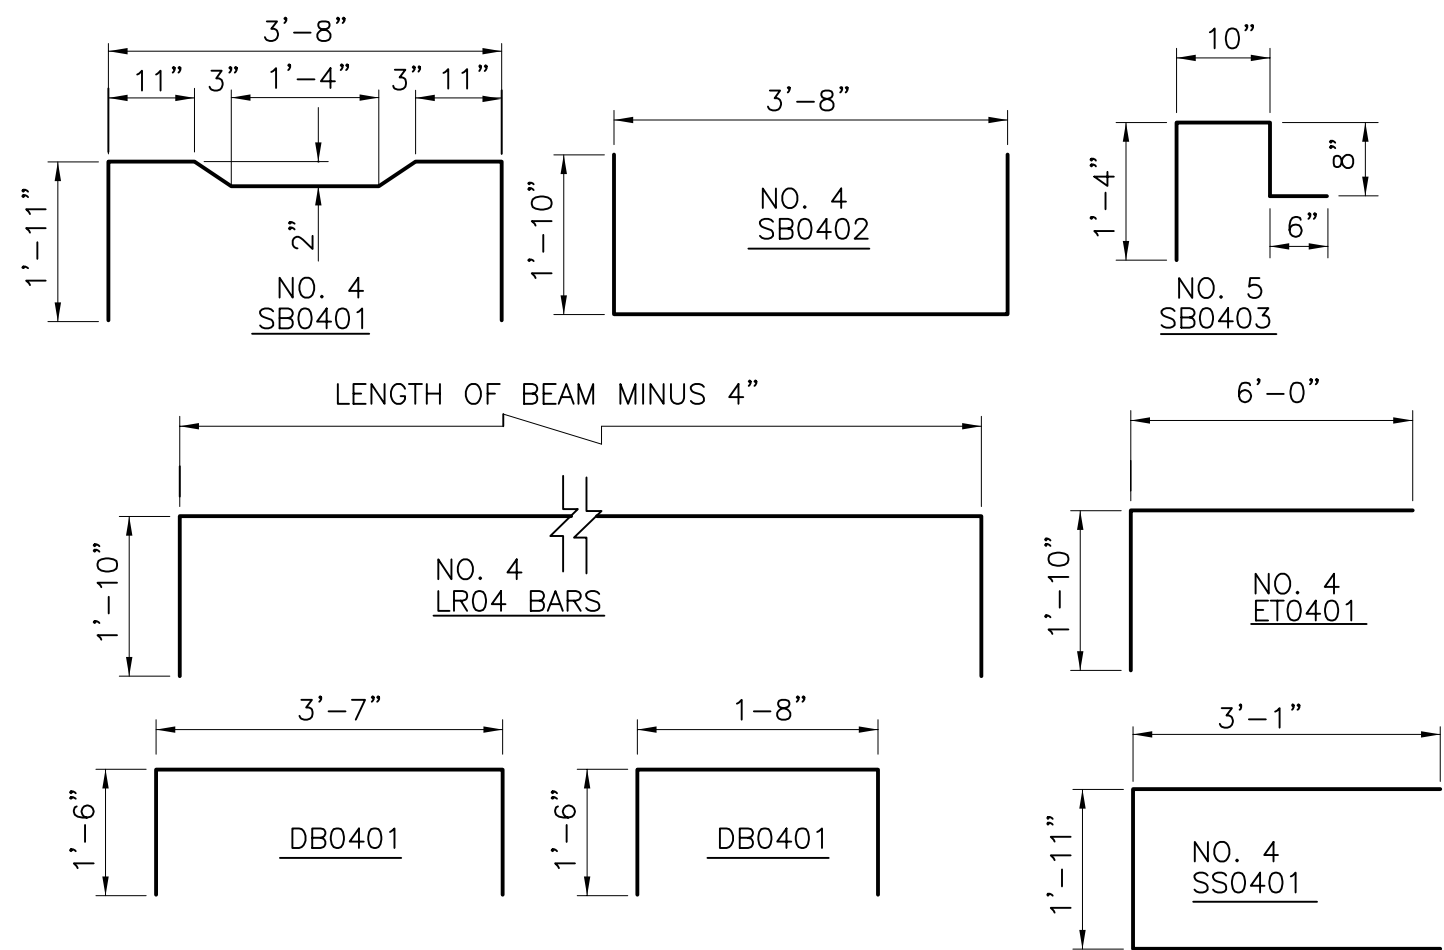 3'-8"
11" 3" 1'-4" 3" 11"
1'-11"
2"
NO. 4
SB0401
3'-8"
1'-10"
NO. 4
SB0402
10"
1'-4"
8"
6"
NO. 5
SB0403
LENGTH OF BEAM MINUS 4"
1'-10"
NO. 4
LR04 BARS
6'-0"
1'-10"
NO. 4
ET0401
3'-7"
1'-6"
DB0401
1-8"
1'-6"
DB0401
3'-1"
1'-11"
NO. 4
SS0401